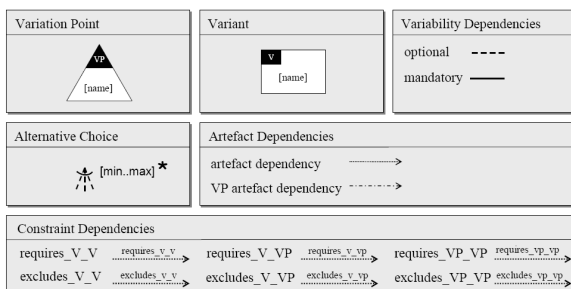 Variation Point
VP
[name]
Variant
V
[name]
Variability Dependencies
optional
mandatory
Alternative Choice
[min..max] *
Artefact Dependencies
artefact dependency
VP artefact dependency
Constraint Dependencies
requires_V_V requires_v_v requires_V_VP requires_v_vp requires_VP_VP requires_vp_vp
excludes_V_V excludes_v_v excludes_V_VP excludes_v_vp excludes_VP_VP excludes_vp_vp